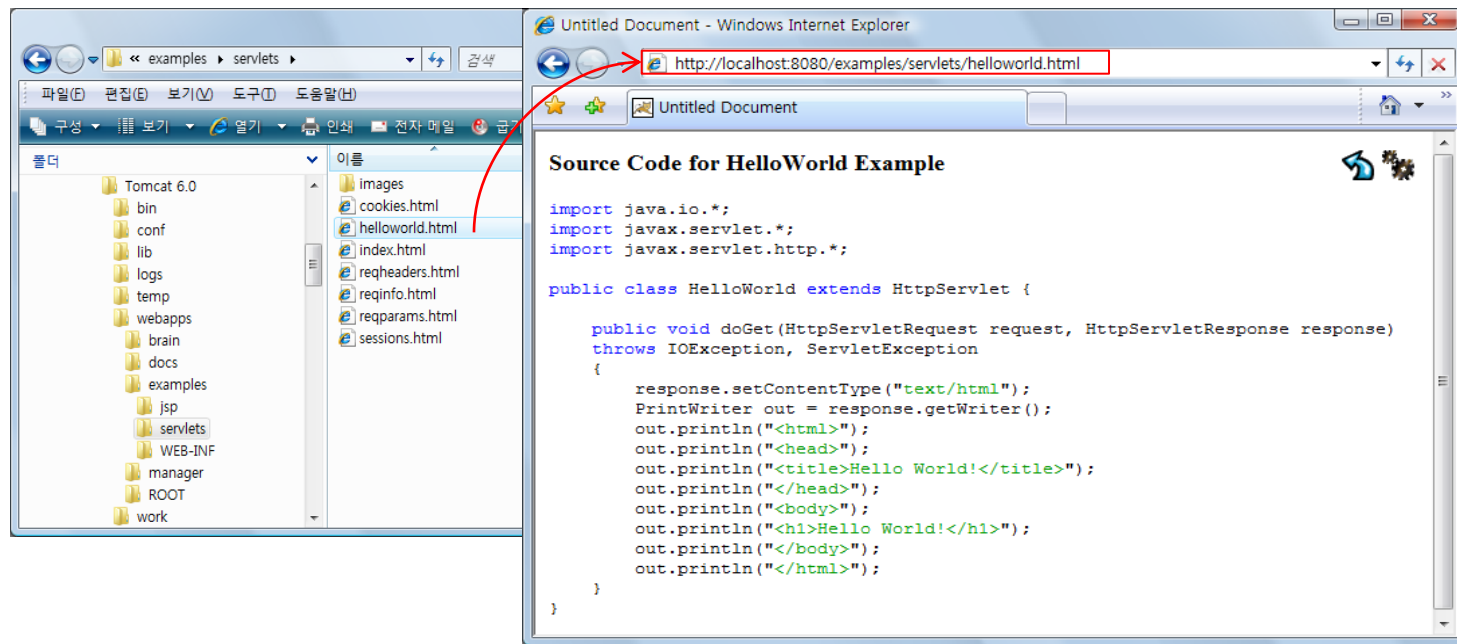 « examples ▸ servlets ▸
검색
파일(F) 편집(E) 보기(V) 도구(T) 도움말(H)
구성 보기 열기 인쇄 전자 메일
폴더
Tomcat 6.0
bin
conf
lib
logs
temp
webapps
brain
docs
examples
jsp
servlets
WEB-INF
manager
ROOT
work
이름
images
cookies.html
helloworld.html
index.html
reqheaders.html
reqinfo.html
reqparams.html
sessions.html
Untitled Document - Windows Internet Explorer
http://localhost:8080/examples/servlets/helloworld.html
Untitled Document
Source Code for HelloWorld Example
import java.io.*;
import javax.servlet.*;
import javax.servlet.http.*;
public class HelloWorld extends HttpServlet {
public void doGet(HttpServletRequest request, HttpServletResponse response)
throws IOException, ServletException
{
response.setContentType("text/html");
PrintWriter out = response.getWriter();
out.println("<html>");
out.println("<head>");
out.println("<title>Hello World!</title>");
out.println("</head>");
out.println("<body>");
out.println("<h1>Hello World!</h1>");
out.println("</body>");
out.println("</html>");
}
}